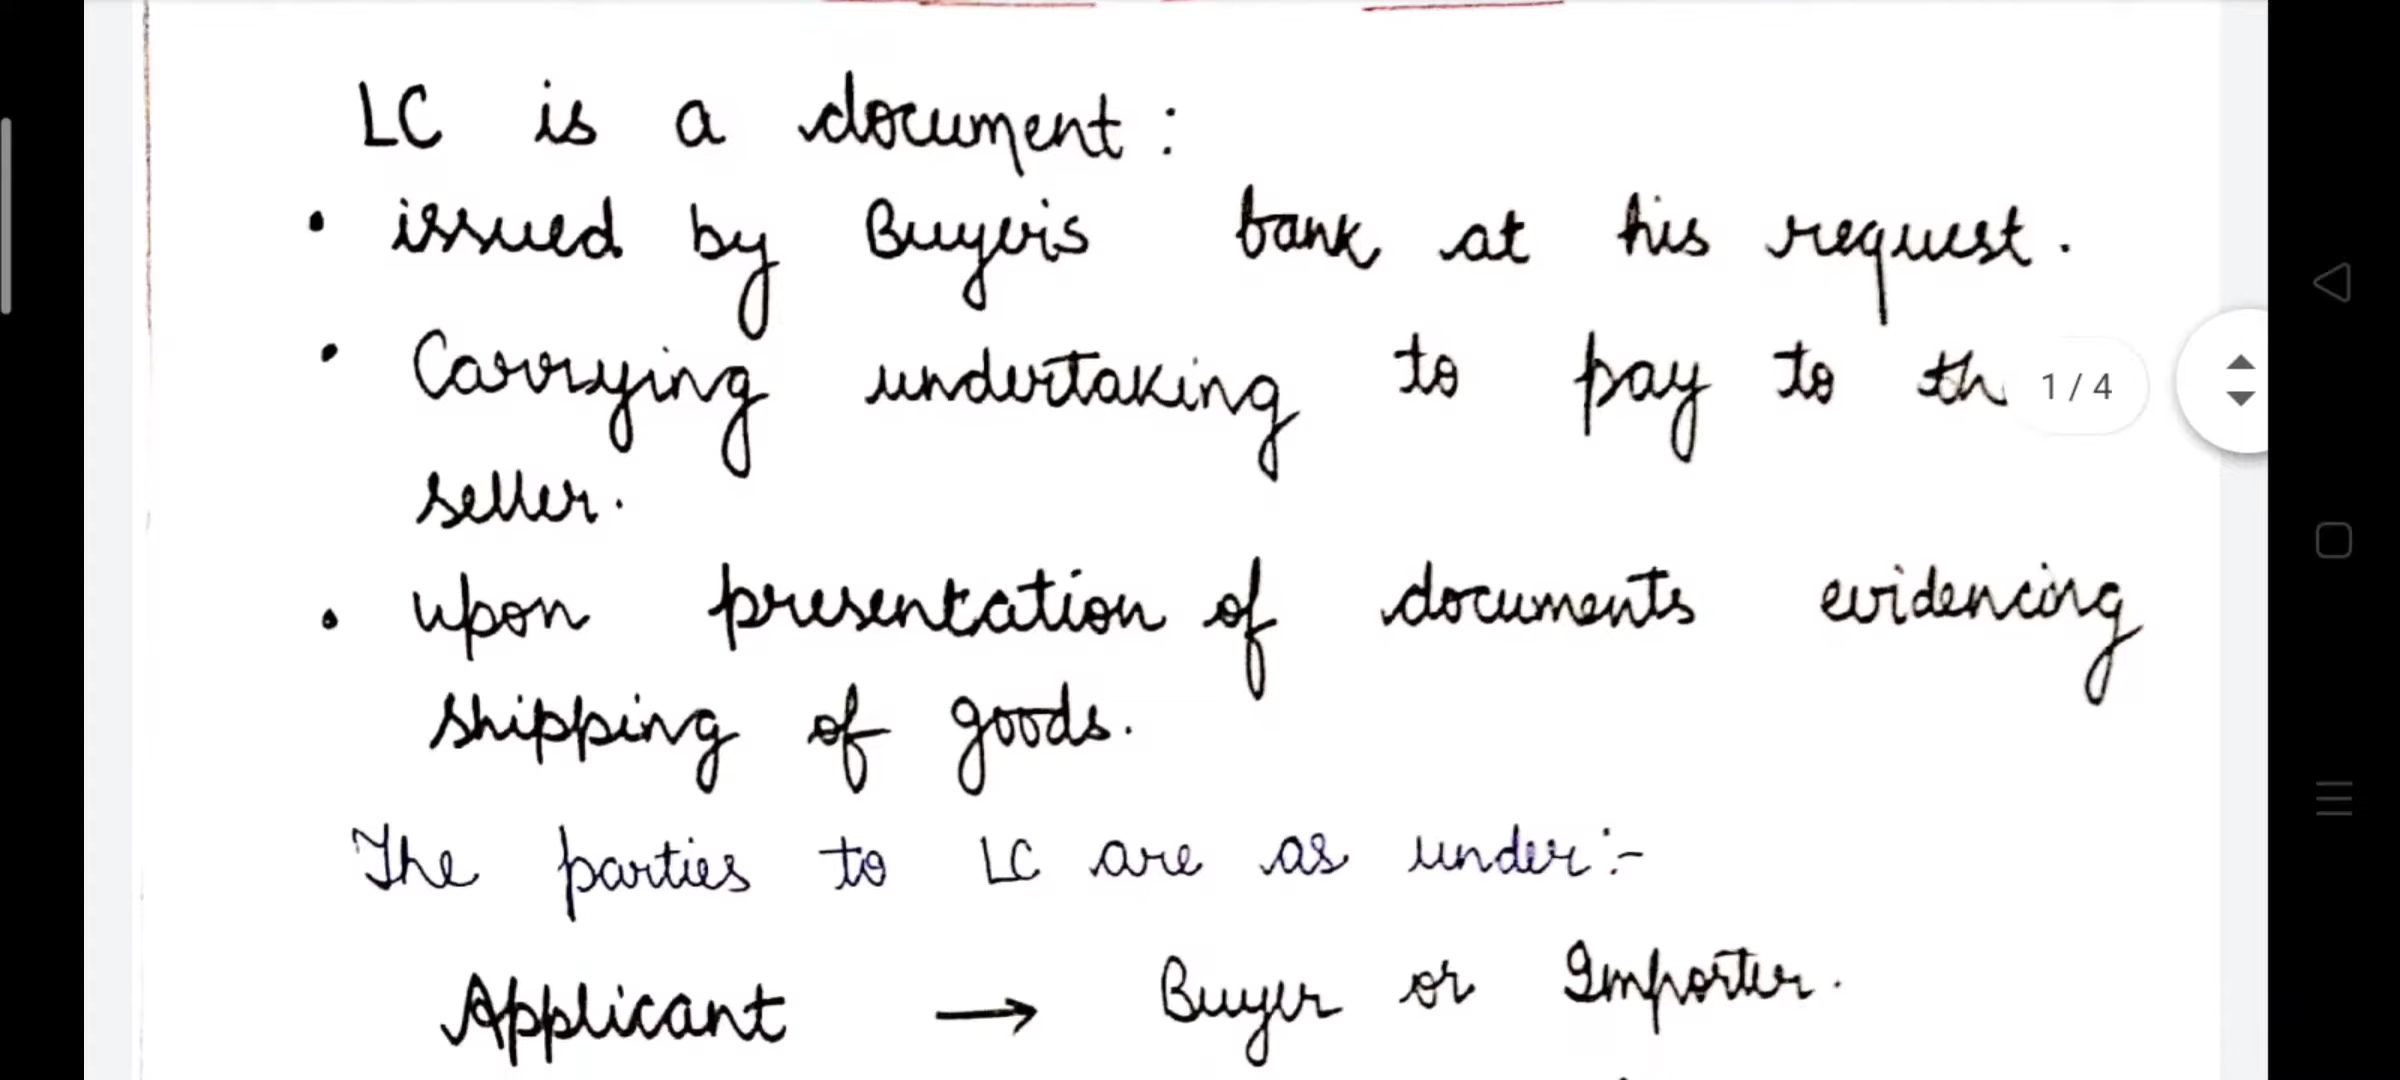 LC is a document :
• issued by Buyer's bank at his request.
• Carrying undertaking to pay to th
1 / 4
seller.
• upon presentation of documents evidencing
shipping of goods.
The parties to LC are as under :-
Applicant → Buyer or Importer.